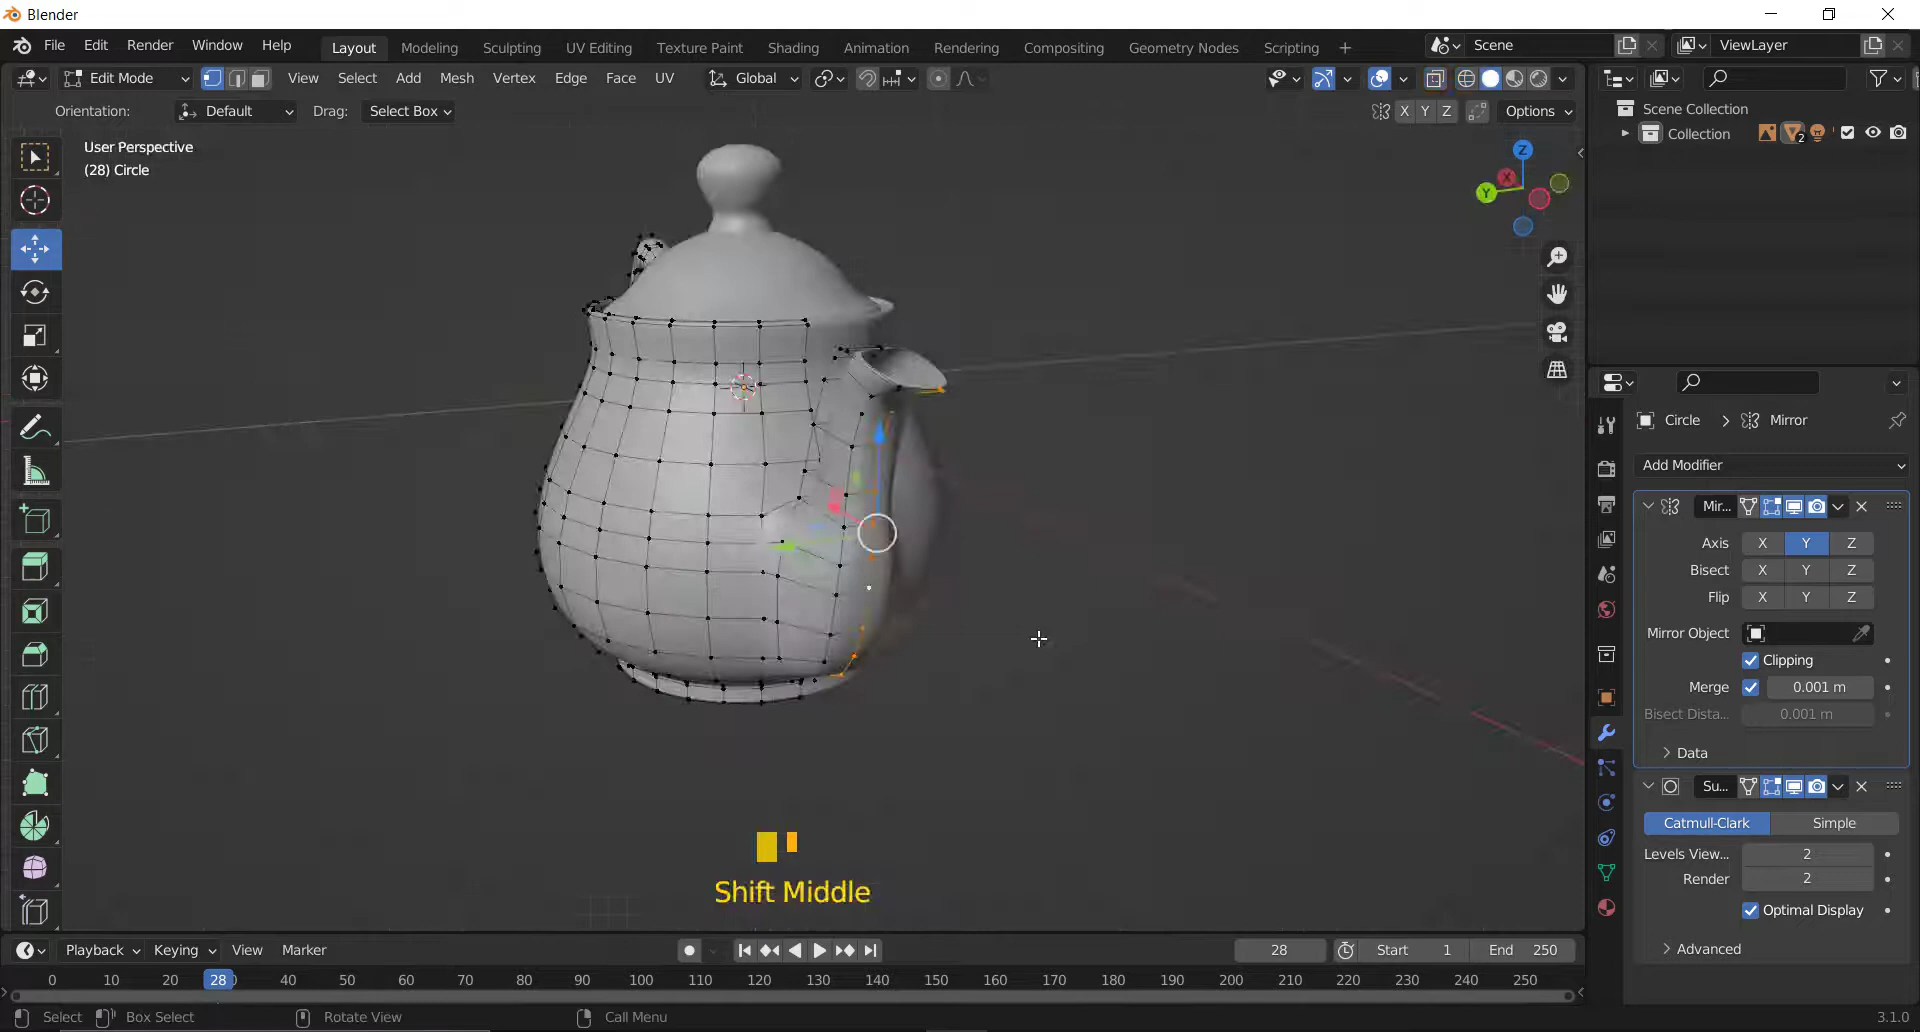 Blender
File Edit Render Window Help Layout Modeling Sculpting UV Editing Texture Paint Shading Animation Rendering Compositing Geometry Nodes Scripting + Scene ViewLayer
Edit Mode View Select Add Mesh Vertex Edge Face UV Global
Orientation: Default Drag: Select Box X Y Z Options
Scene Collection
Collection 2
User Perspective
(28) Circle
Z
X
Y
Circle > Mirror
Add Modifier
Mir...
Axis X Y Z
Bisect X Y Z
Flip X Y Z
Mirror Object
Clipping
Merge 0.001 m
Bisect Dista... 0.001 m
Data
Su...
Catmull-Clark Simple
Levels View... 2
Render 2
Optimal Display
Advanced
Shift Middle
Playback Keying View Marker 28 Start 1 End 250
0 10 20 28 40 50 60 70 80 90 100 110 120 130 140 150 160 170 180 190 200 210 220 230 240 250
Select Box Select Rotate View Call Menu 3.1.0